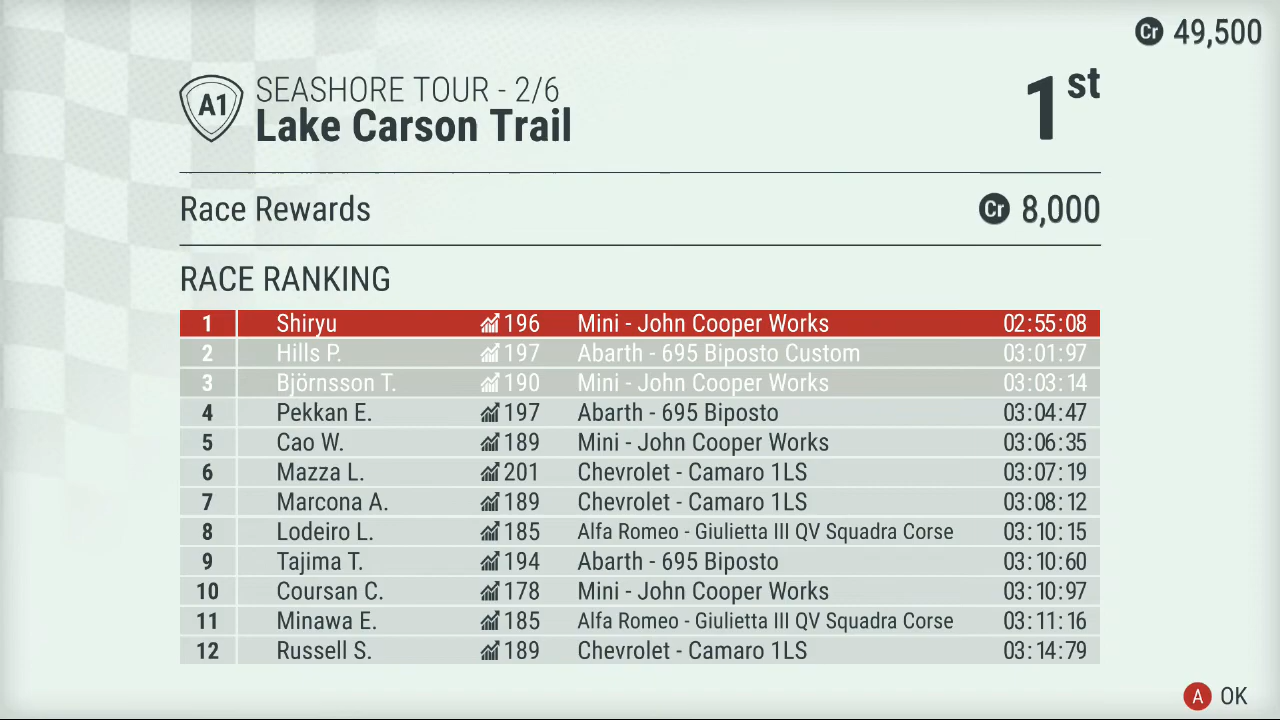 Cr 49,500
A1 SEASHORE TOUR - 2/6 1st
Lake Carson Trail
Race Rewards Cr 8,000
RACE RANKING
1 Shiryu 196 Mini - John Cooper Works 02:55:08
2 Hills P. 197 Abarth - 695 Biposto Custom 03:01:97
3 Björnsson T. 190 Mini - John Cooper Works 03:03:14
4 Pekkan E. 197 Abarth - 695 Biposto 03:04:47
5 Cao W. 189 Mini - John Cooper Works 03:06:35
6 Mazza L. 201 Chevrolet - Camaro 1LS 03:07:19
7 Marcona A. 189 Chevrolet - Camaro 1LS 03:08:12
8 Lodeiro L. 185 Alfa Romeo - Giulietta III QV Squadra Corse 03:10:15
9 Tajima T. 194 Abarth - 695 Biposto 03:10:60
10 Coursan C. 178 Mini - John Cooper Works 03:10:97
11 Minawa E. 185 Alfa Romeo - Giulietta III QV Squadra Corse 03:11:16
12 Russell S. 189 Chevrolet - Camaro 1LS 03:14:79
A OK